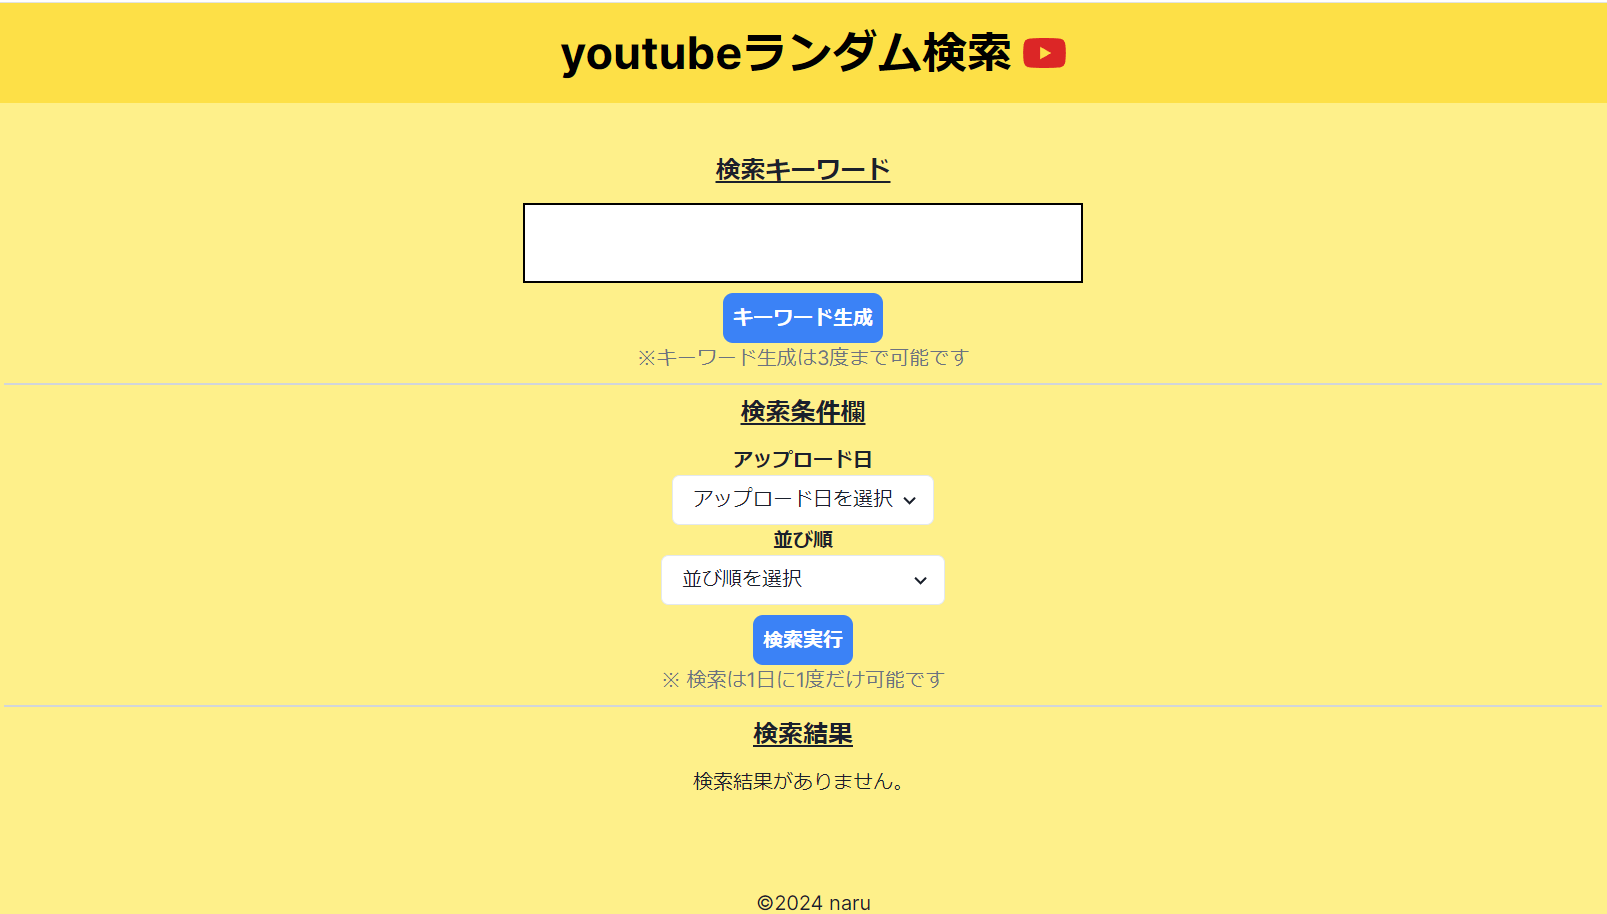 youtubeランダム検索
検索キーワード
キーワード生成
※キーワード生成は3度まで可能です
検索条件欄
アップロード日
アップロード日を選択
並び順
並び順を選択
検索実行
※ 検索は1日に1度だけ可能です
検索結果
検索結果がありません。
©2024 naru